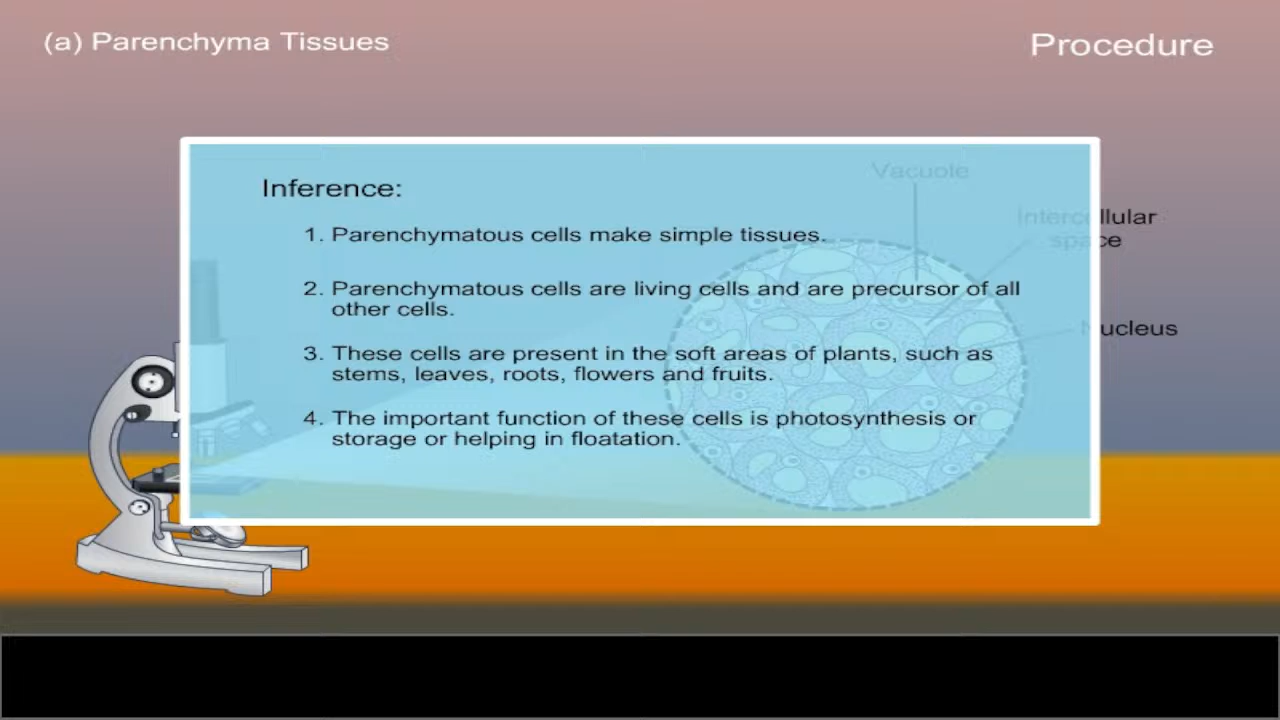 (a) Parenchyma Tissues
Procedure
Inference:
1. Parenchymatous cells make simple tissues.
2. Parenchymatous cells are living cells and are precursor of all
other cells.
3. These cells are present in the soft areas of plants, such as
stems, leaves, roots, flowers and fruits.
4. The important function of these cells is photosynthesis or
storage or helping in floatation.
Vacuole
Intercellular
space
Nucleus